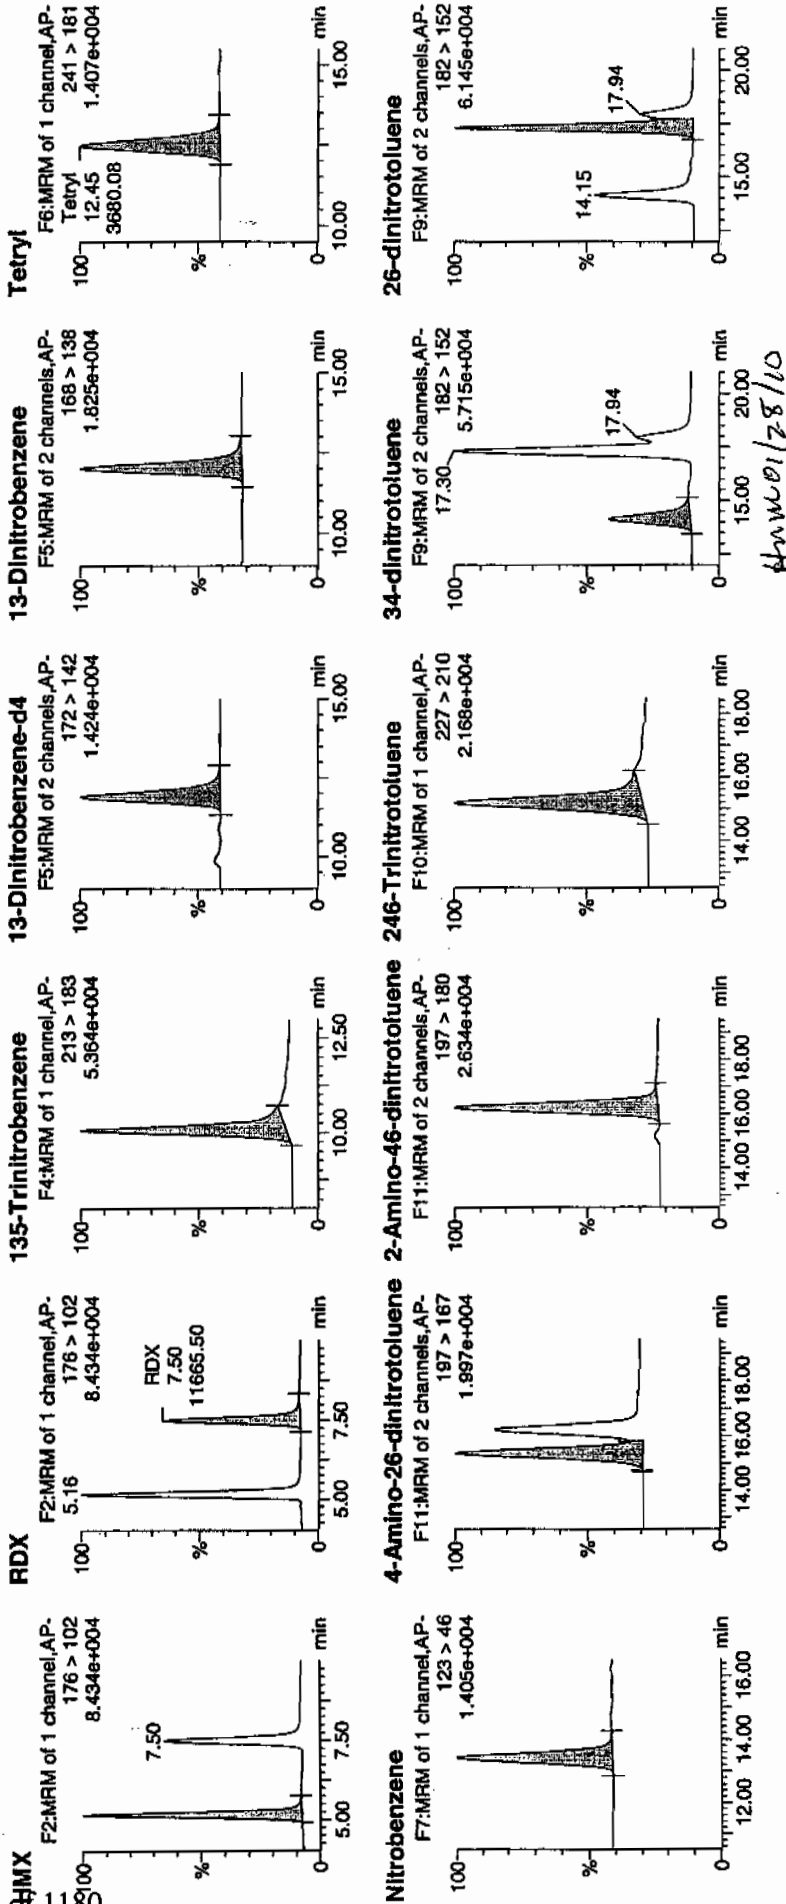 HMX
F2:MRM of 1 channel,AP-
176 > 102
8.434e+004
100
%
0
7.50
5.00
7.50
min
RDX
F2:MRM of 1 channel,AP-
176 > 102
8.434e+004
5.16
100
%
0
RDX
7.50
11665.50
5.00
7.50
min
135-Trinitrobenzene
F4:MRM of 1 channel,AP-
213 > 183
5.364e+004
100
%
0
10.00
12.50
min
13-Dinitrobenzene-d4
F5:MRM of 2 channels,AP-
172 > 142
1.424e+004
100
%
0
10.00
15.00
min
13-Dinitrobenzene
F5:MRM of 2 channels,AP-
168 > 138
1.825e+004
100
%
0
10.00
15.00
min
Tetryl
F6:MRM of 1 channel,AP-
241 > 181
1.407e+004
Tetryl
12.45
3680.08
100
%
0
10.00
15.00
min
Nitrobenzene
F7:MRM of 1 channel,AP-
123 > 46
1.405e+004
100
%
0
12.00
14.00
16.00
min
4-Amino-26-dinitrotoluene
F11:MRM of 2 channels,AP-
197 > 167
1.997e+004
100
%
0
14.00
16.00
18.00
min
2-Amino-46-dinitrotoluene
F11:MRM of 2 channels,AP-
197 > 180
2.634e+004
100
%
0
14.00
16.00
18.00
min
246-Trinitrotoluene
F10:MRM of 1 channel,AP-
227 > 210
2.168e+004
100
%
0
14.00
16.00
18.00
min
34-dinitrotoluene
F9:MRM of 2 channels,AP-
182 > 152
5.715e+004
17.30
100
%
0
17.94
15.00
20.00
min
26-dinitrotoluene
F9:MRM of 2 channels,AP-
182 > 152
6.145e+004
100
%
0
14.15
17.94
15.00
20.00
min
01/28/10